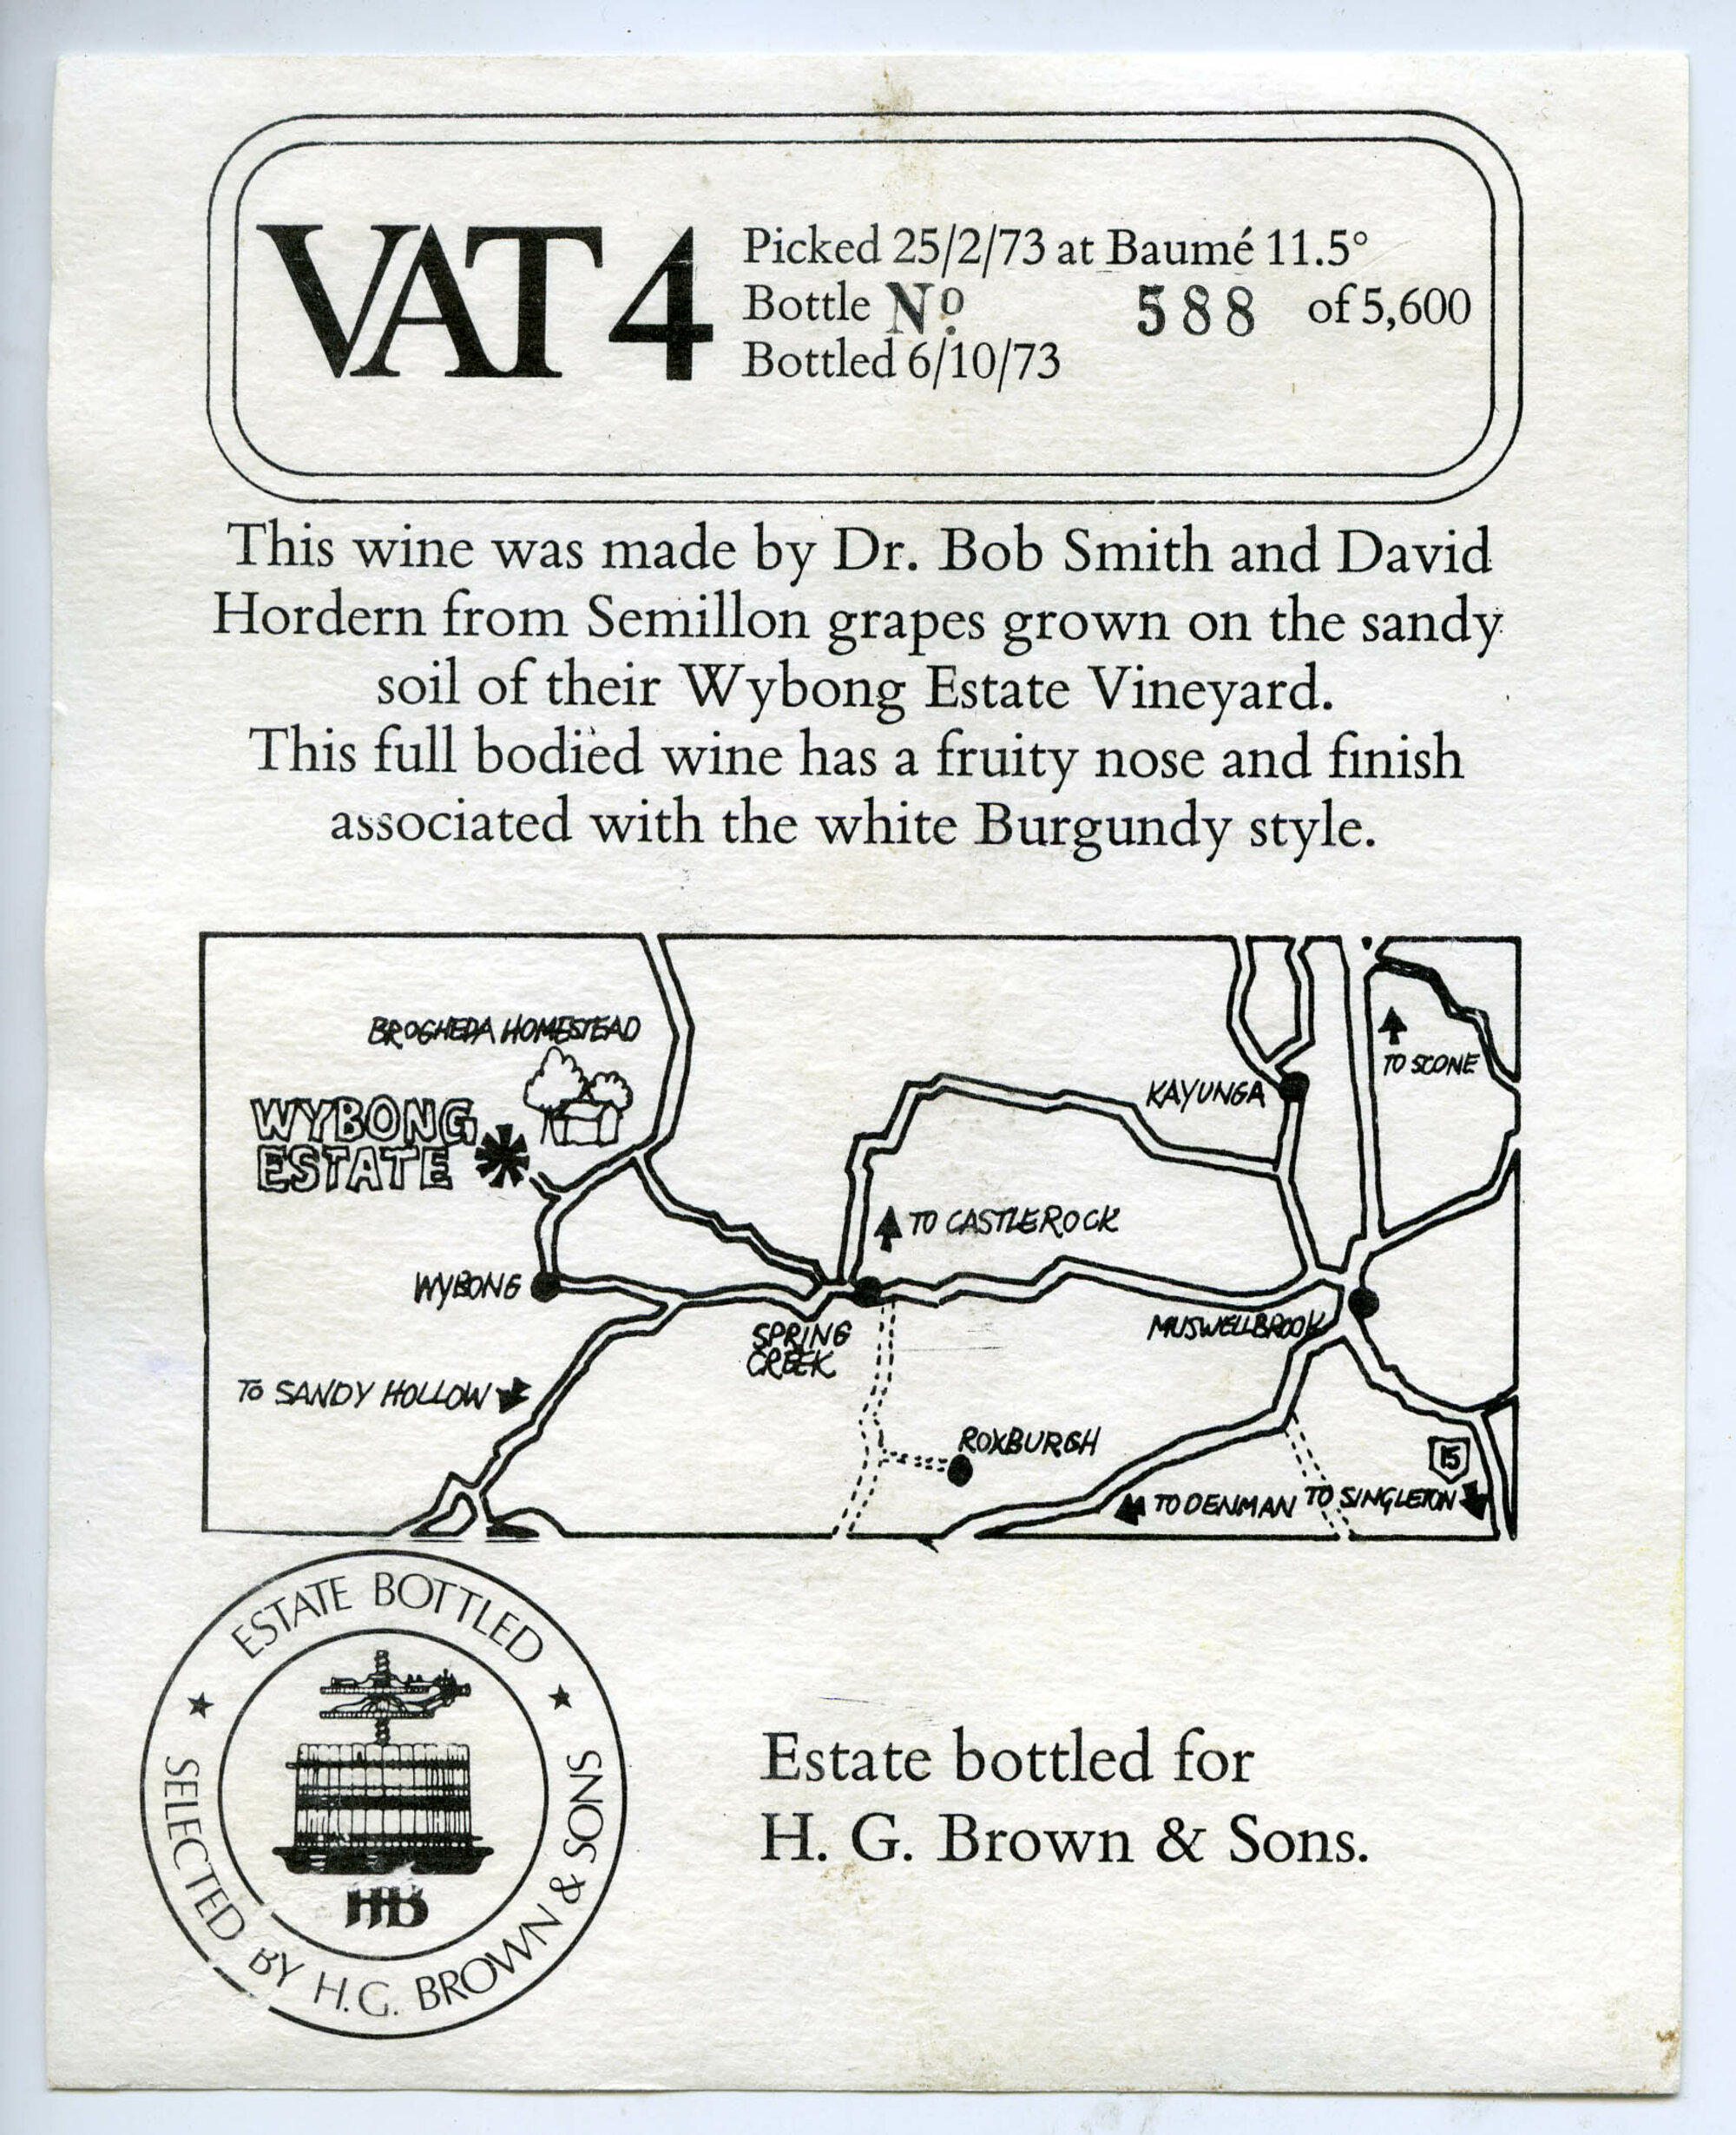 VAT 4
Picked 25/2/73 at Baumé 11.5°
Bottle No. 588 of 5,600
Bottled 6/10/73
This wine was made by Dr. Bob Smith and David
Hordern from Semillon grapes grown on the sandy
soil of their Wybong Estate Vineyard.
This full bodied wine has a fruity nose and finish
associated with the white Burgundy style.
BROGHEDA HOMESTEAD
WYBONG
ESTATE
TO SCONE
KAYUNGA
TO CASTLEROCK
WYBONG
SPRING
CREEK
MUSWELLBROOK
TO SANDY HOLLOW
ROXBURGH
15
TO DENMAN
TO SINGLETON
ESTATE BOTTLED
SELECTED BY H.G. BROWN & SONS
HB
Estate bottled for
H. G. Brown & Sons.